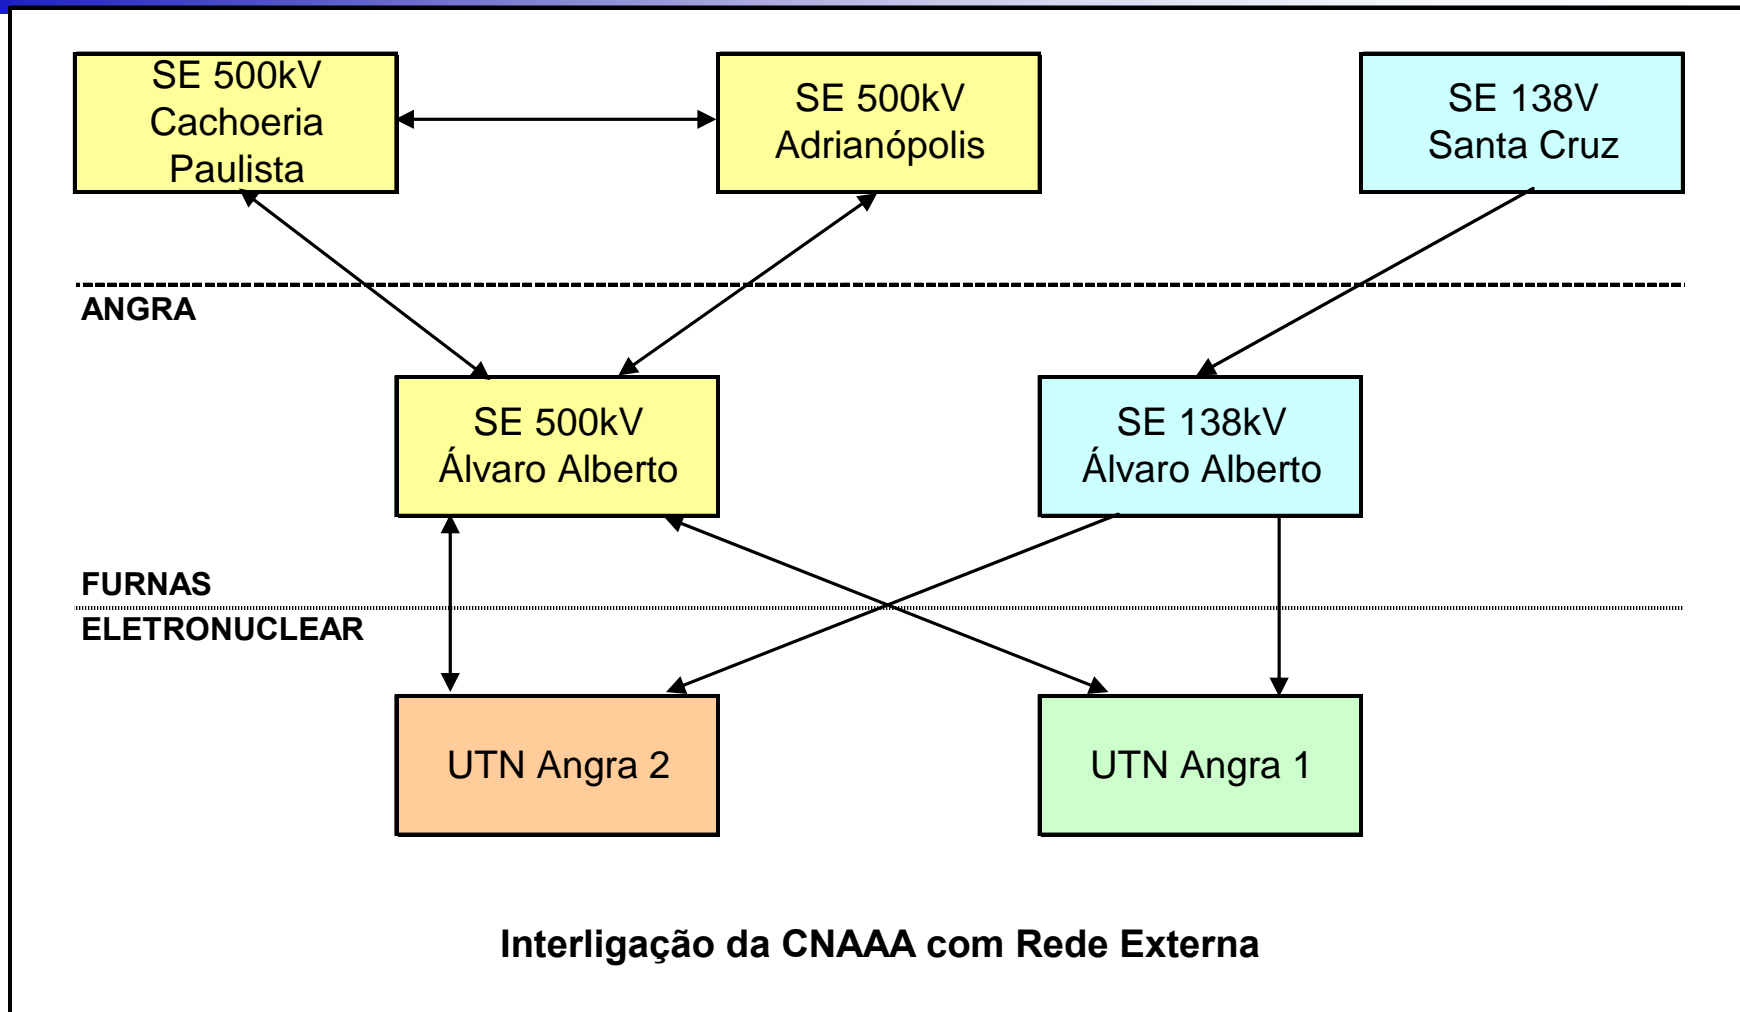 SE 500kV
Cachoeria
Paulista
SE 500kV
Adrianópolis
SE 138V
Santa Cruz
ANGRA
SE 500kV
Álvaro Alberto
SE 138kV
Álvaro Alberto
FURNAS
ELETRONUCLEAR
UTN Angra 2
UTN Angra 1
Interligação da CNAAA com Rede Externa